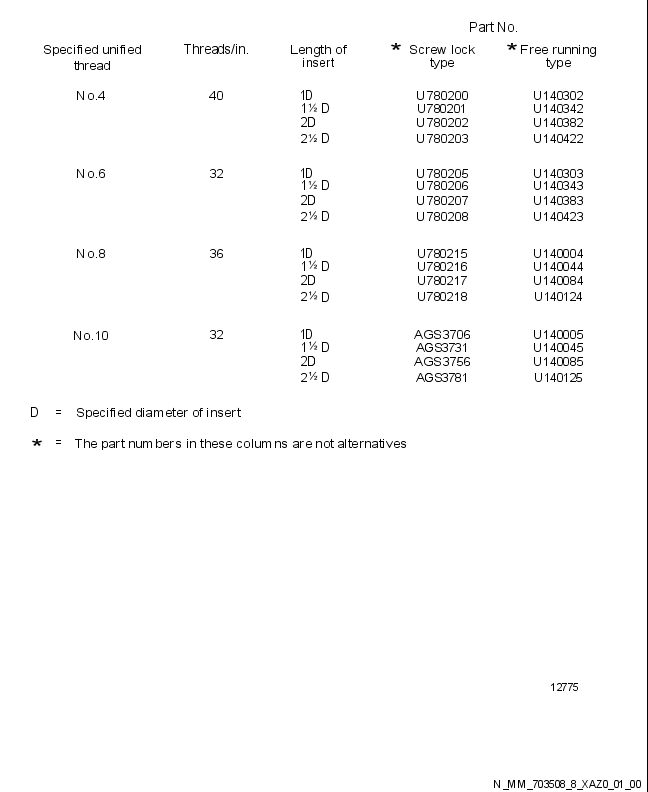 Part No.
Specified unified thread Threads/in. Length of insert * Screw lock type * Free running type
No.4 40 1D U780200 U140302
1½ D U780201 U140342
2D U780202 U140382
2½ D U780203 U140422
No.6 32 1D U780205 U140303
1½ D U780206 U140343
2D U780207 U140383
2½ D U780208 U140423
No.8 36 1D U780215 U140004
1½ D U780216 U140044
2D U780217 U140084
2½ D U780218 U140124
No.10 32 1D AGS3706 U140005
1½ D AGS3731 U140045
2D AGS3756 U140085
2½ D AGS3781 U140125
D = Specified diameter of insert
* = The part numbers in these columns are not alternatives
12775
N_MM_703508_8_XAZ0_01_00